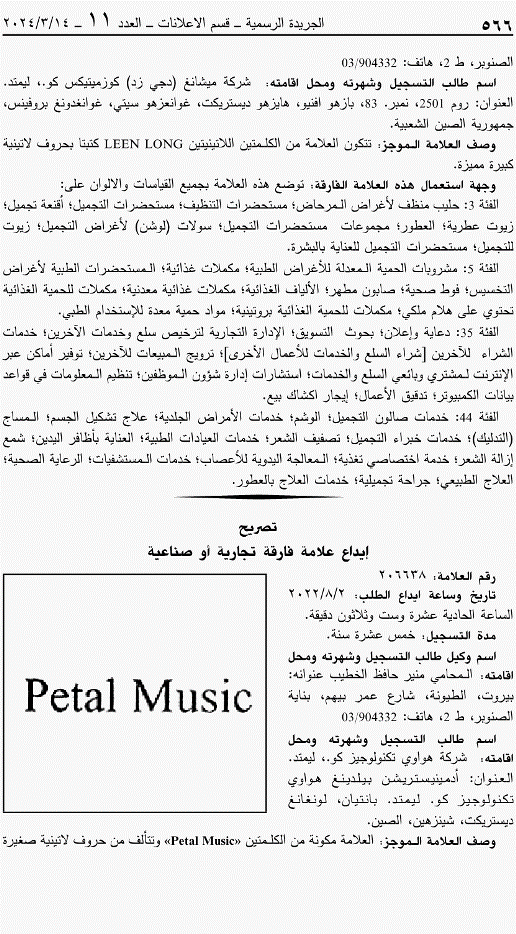 ٥٦٦ الجريدة الرسمية ــ قسم الاعلانات ــ العدد ١١ ــ ٢٠٢٤/٣/١٤
الصنوبر، ط 2، هاتف: 03/904332
اسم طالب التسجيل وشهرته ومحل اقامته: شركة ميشانغ (دجي زد) كوزميتيكس كو.، ليمتد.
العنوان: روم 2501، نمبر. 83، بازهو افنيو، هايزهو ديستريكت، غوانعزهو سيتي، غوانغدونغ بروفينس،
جمهورية الصين الشعبية.
وصف العلامة الموجز: تتكون العلامة من الكلمتين اللاتينيتين LEEN LONG كتبتا بحروف لاتينية
كبيرة مميزة.
وجهة استعمال هذه العلامة الفارقة: توضع هذه العلامة بجميع القياسات والالوان على:
الفئة 3: حليب منظف لأغراض المرحاض؛ مستحضرات التنظيف؛ مستحضرات التجميل؛ أقنعة تجميل؛
زيوت عطرية؛ العطور؛ مجموعات مستحضرات التجميل؛ سولات (لوشن) لأغراض التجميل؛ زيوت
للتجميل؛ مستحضرات التجميل للعناية بالبشرة.
الفئة 5: مشروبات الحمية المعدلة للأغراض الطبية؛ مكملات غذائية؛ المستحضرات الطبية لأغراض
التخسيس؛ فوط صحية؛ صابون مطهر؛ الألياف الغذائية؛ مكملات غذائية معدنية؛ مكملات للحمية الغذائية
تحتوي على هلام ملكي؛ مكملات للحمية الغذائية بروتينية؛ مواد حمية معدة للإستخدام الطبي.
الفئة 35: دعاية وإعلان؛ بحوث التسويق؛ الإدارة التجارية لترخيص سلع وخدمات الآخرين؛ خدمات
الشراء للآخرين [شراء السلع والخدمات للأعمال الأخرى]؛ ترويج المبيعات للآخرين؛ توفير أماكن عبر
الإنترنت لمشتري وبائعي السلع والخدمات؛ استشارات إدارة شؤون الموظفين؛ تنظيم المعلومات في قواعد
بيانات الكمبيوتر؛ تدقيق الأعمال؛ إيجار اكشاك بيع.
الفئة 44: خدمات صالون التجميل؛ الوشم؛ خدمات الأمراض الجلدية؛ علاج تشكيل الجسم؛ المساج
(التدليك)؛ خدمات خبراء التجميل؛ تصفيف الشعر؛ خدمات العيادات الطبية؛ العناية بأظافر اليدين؛ شمع
إزالة الشعر؛ خدمة اختصاصي تغذية؛ المعالجة اليدوية للأعصاب؛ خدمات المستشفيات؛ الرعاية الصحية؛
العلاج الطبيعي؛ جراحة تجميلية؛ خدمات العلاج بالعطور.
تصريح
إيداع علامة فارقة تجارية أو صناعية
رقم العلامة: ٢٠٦٦٣٨
تاريخ وساعة ايداع الطلب: ٢٠٢٢/٨/٢
الساعة الحادية عشرة وست وثلاثون دقيقة.
مدة التسجيل: خمس عشرة سنة.
اسم وكيل طالب التسجيل وشهرته ومحل
اقامته: المحامي منير حافظ الخطيب عنوانه:
بيروت، الطيونة، شارع عمر بيهم، بناية
الصنوبر، ط 2، هاتف: 03/904332
اسم طالب التسجيل وشهرته ومحل
اقامته: شركة هواوي تكنولوجيز كو.، ليمتد.
العنوان: أدمينيستريشن بيلدينغ هواوي
تكنولوجيز كو. ليمتد. بانتيان، لونغانغ
ديستريكت، شينزهين، الصين.
Petal Music
وصف العلامة الموجز: العلامة مكونة من الكلمتين «Petal Music» وتتألف من حروف لاتينية صغيرة